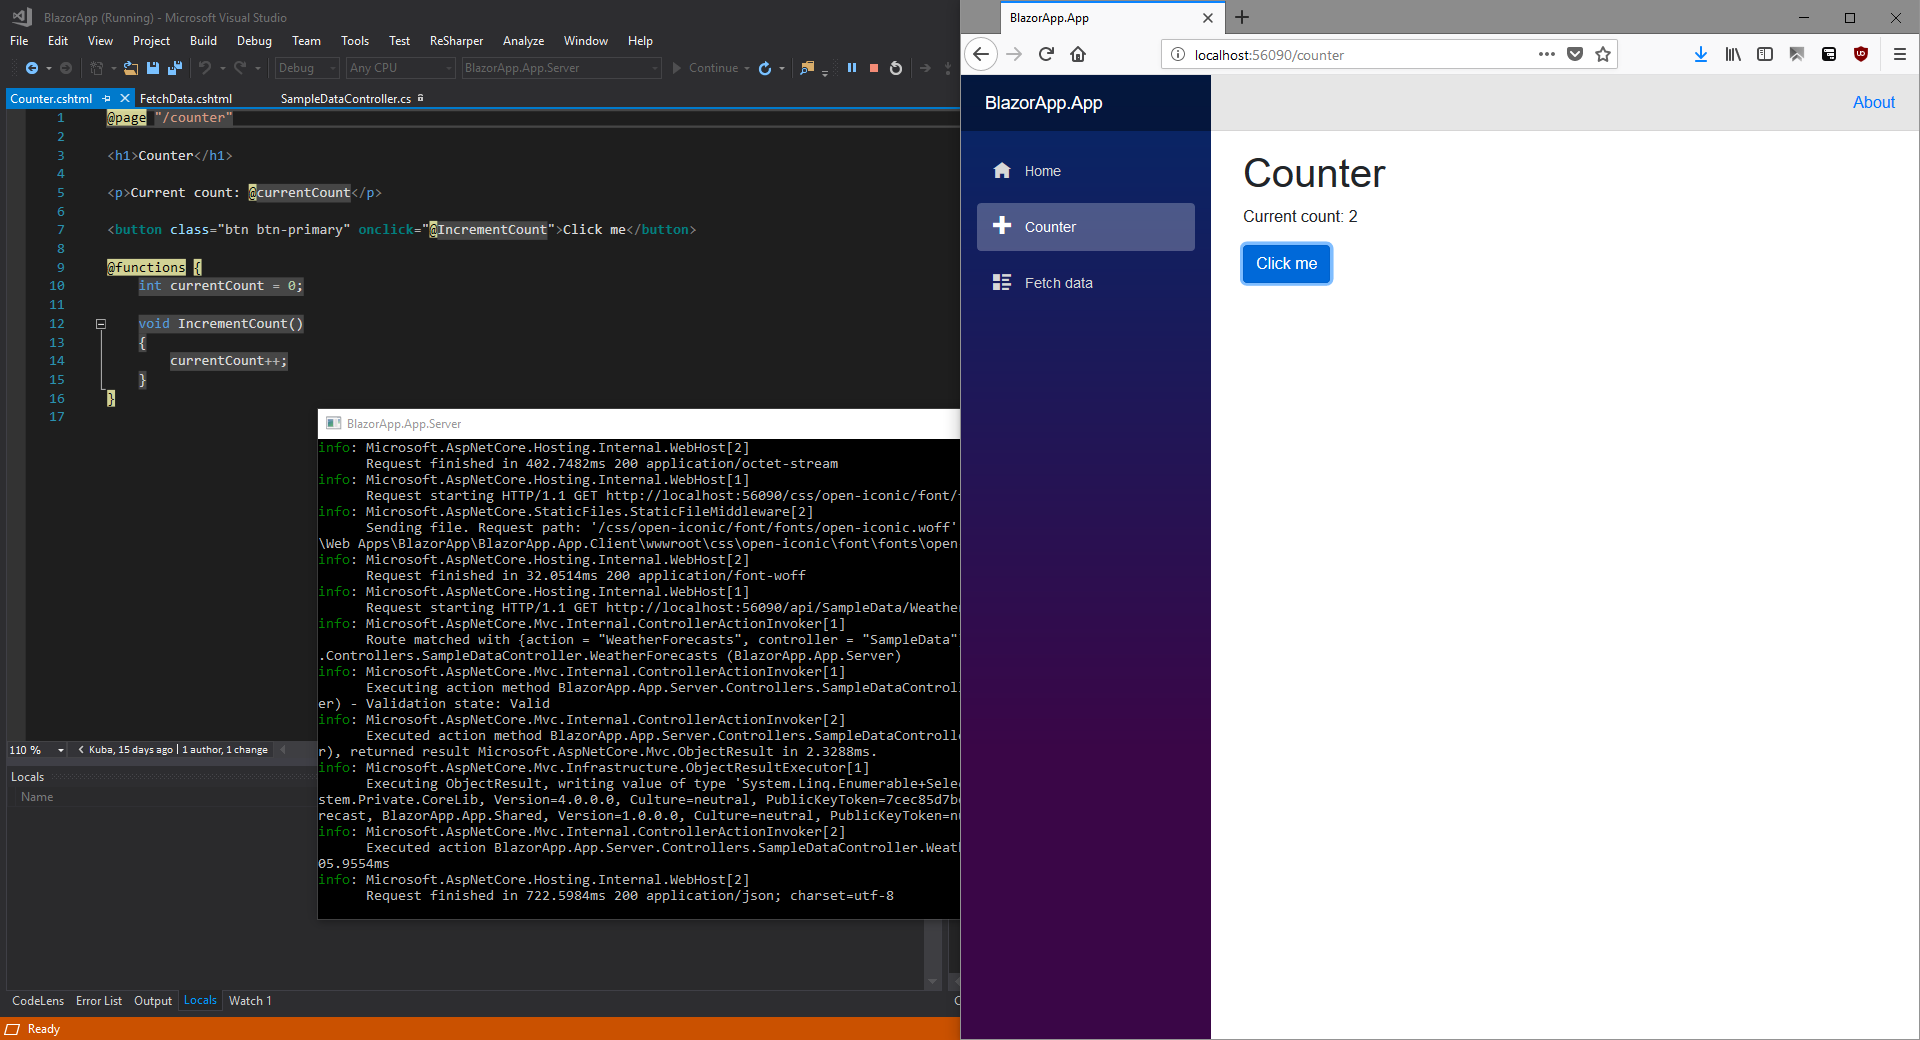 BlazorApp (Running) - Microsoft Visual Studio
File Edit View Project Build Debug Team Tools Test ReSharper Analyze Window Help
Debug Any CPU BlazorApp.App.Server Continue
Counter.cshtml FetchData.cshtml SampleDataController.cs
1 @page "/counter"
2
3 <h1>Counter</h1>
4
5 <p>Current count: @currentCount</p>
6
7 <button class="btn btn-primary" onclick="@IncrementCount">Click me</button>
8
9 @functions {
10 int currentCount = 0;
11
12 void IncrementCount()
13 {
14 currentCount++;
15 }
16 }
17
110 % Kuba, 15 days ago | 1 author, 1 change
Locals
Name
CodeLens Error List Output Locals Watch 1
Ready
BlazorApp.App.Server
info: Microsoft.AspNetCore.Hosting.Internal.WebHost[2]
Request finished in 402.7482ms 200 application/octet-stream
info: Microsoft.AspNetCore.Hosting.Internal.WebHost[1]
Request starting HTTP/1.1 GET http://localhost:56090/css/open-iconic/font/
info: Microsoft.AspNetCore.StaticFiles.StaticFileMiddleware[2]
Sending file. Request path: '/css/open-iconic/font/fonts/open-iconic.woff'
\Web Apps\BlazorApp\BlazorApp.App.Client\wwwroot\css\open-iconic\font\fonts\open
info: Microsoft.AspNetCore.Hosting.Internal.WebHost[2]
Request finished in 32.0514ms 200 application/font-woff
info: Microsoft.AspNetCore.Hosting.Internal.WebHost[1]
Request starting HTTP/1.1 GET http://localhost:56090/api/SampleData/Weather
info: Microsoft.AspNetCore.Mvc.Internal.ControllerActionInvoker[1]
Route matched with {action = "WeatherForecasts", controller = "SampleData"
.Controllers.SampleDataController.WeatherForecasts (BlazorApp.App.Server)
info: Microsoft.AspNetCore.Mvc.Internal.ControllerActionInvoker[1]
Executing action method BlazorApp.App.Server.Controllers.SampleDataControll
er) - Validation state: Valid
info: Microsoft.AspNetCore.Mvc.Internal.ControllerActionInvoker[2]
Executed action method BlazorApp.App.Server.Controllers.SampleDataControlle
r), returned result Microsoft.AspNetCore.Mvc.ObjectResult in 2.3288ms.
info: Microsoft.AspNetCore.Mvc.Infrastructure.ObjectResultExecutor[1]
Executing ObjectResult, writing value of type 'System.Linq.Enumerable+Selec
stem.Private.CoreLib, Version=4.0.0.0, Culture=neutral, PublicKeyToken=7cec85d7b
recast, BlazorApp.App.Shared, Version=1.0.0.0, Culture=neutral, PublicKeyToken=nu
info: Microsoft.AspNetCore.Mvc.Internal.ControllerActionInvoker[2]
Executed action BlazorApp.App.Server.Controllers.SampleDataController.Weath
05.9554ms
info: Microsoft.AspNetCore.Hosting.Internal.WebHost[2]
Request finished in 722.5984ms 200 application/json; charset=utf-8
BlazorApp.App
localhost:56090/counter
BlazorApp.App
About
Home
Counter
Fetch data
Counter
Current count: 2
Click me